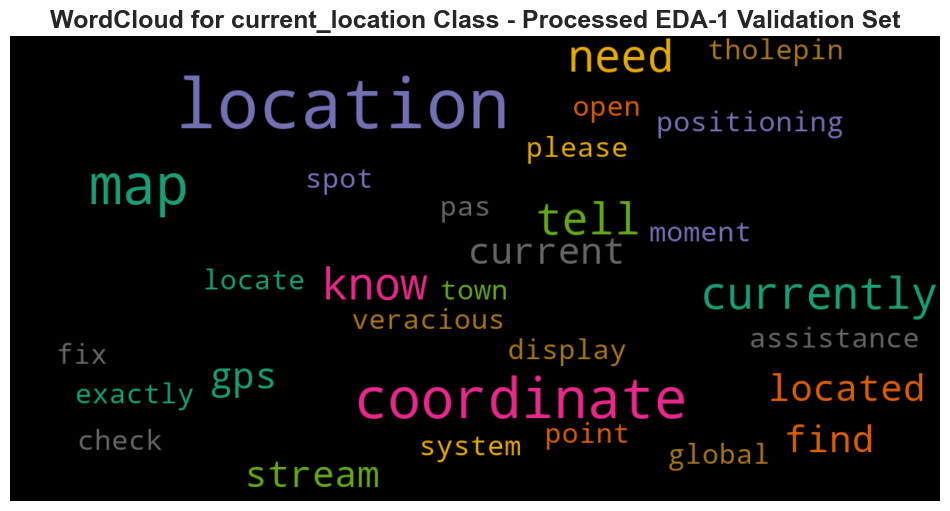 WordCloud for current_location Class - Processed EDA-1 Validation Set
need
tholepin
location
open
positioning
please
map
spot
pas
tell
moment
current
locate
know
town
currently
veracious
assistance
display
fix
gps
exactly
coordinate
located
check
system
point
find
global
stream